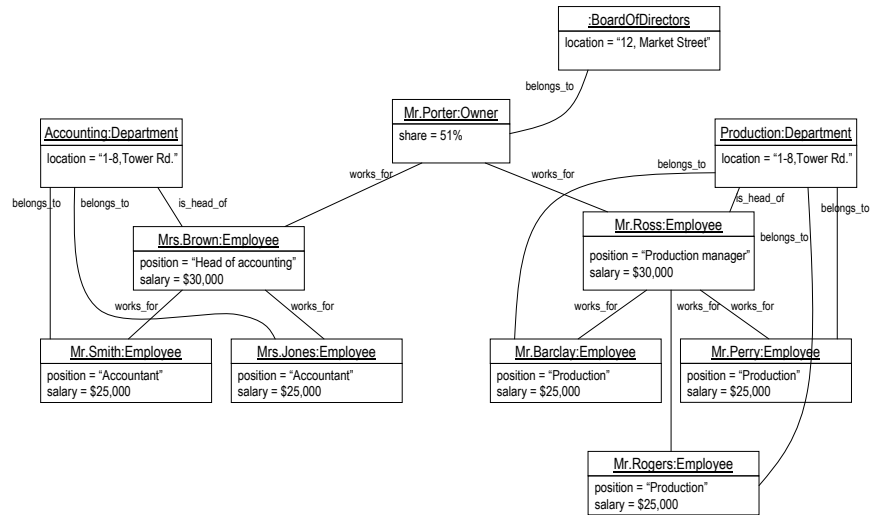 :BoardOfDirectors
location = “12, Market Street”
belongs_to
Mr.Porter:Owner
share = 51%
Accounting:Department
location = “1-8,Tower Rd.”
Production:Department
location = “1-8,Tower Rd.”
works_for
works_for
belongs_to
belongs_to
belongs_to
is_head_of
is_head_of
belongs_to
belongs_to
Mrs.Brown:Employee
position = “Head of accounting”
salary = $30,000
Mr.Ross:Employee
position = “Production manager”
salary = $30,000
works_for
works_for
works_for
works_for
works_for
Mr.Smith:Employee
position = “Accountant”
salary = $25,000
Mrs.Jones:Employee
position = “Accountant”
salary = $25,000
Mr.Barclay:Employee
position = “Production”
salary = $25,000
Mr.Perry:Employee
position = “Production”
salary = $25,000
Mr.Rogers:Employee
position = “Production”
salary = $25,000